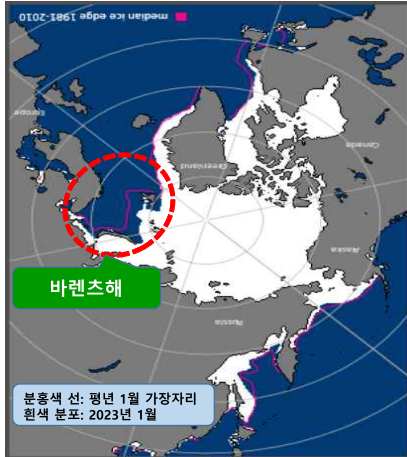 median ice edge 1981-2010
Europe
Greenland
Canada
Alaska
Russia
바렌츠해
분홍색 선: 평년 1월 가장자리
흰색 분포: 2023년 1월